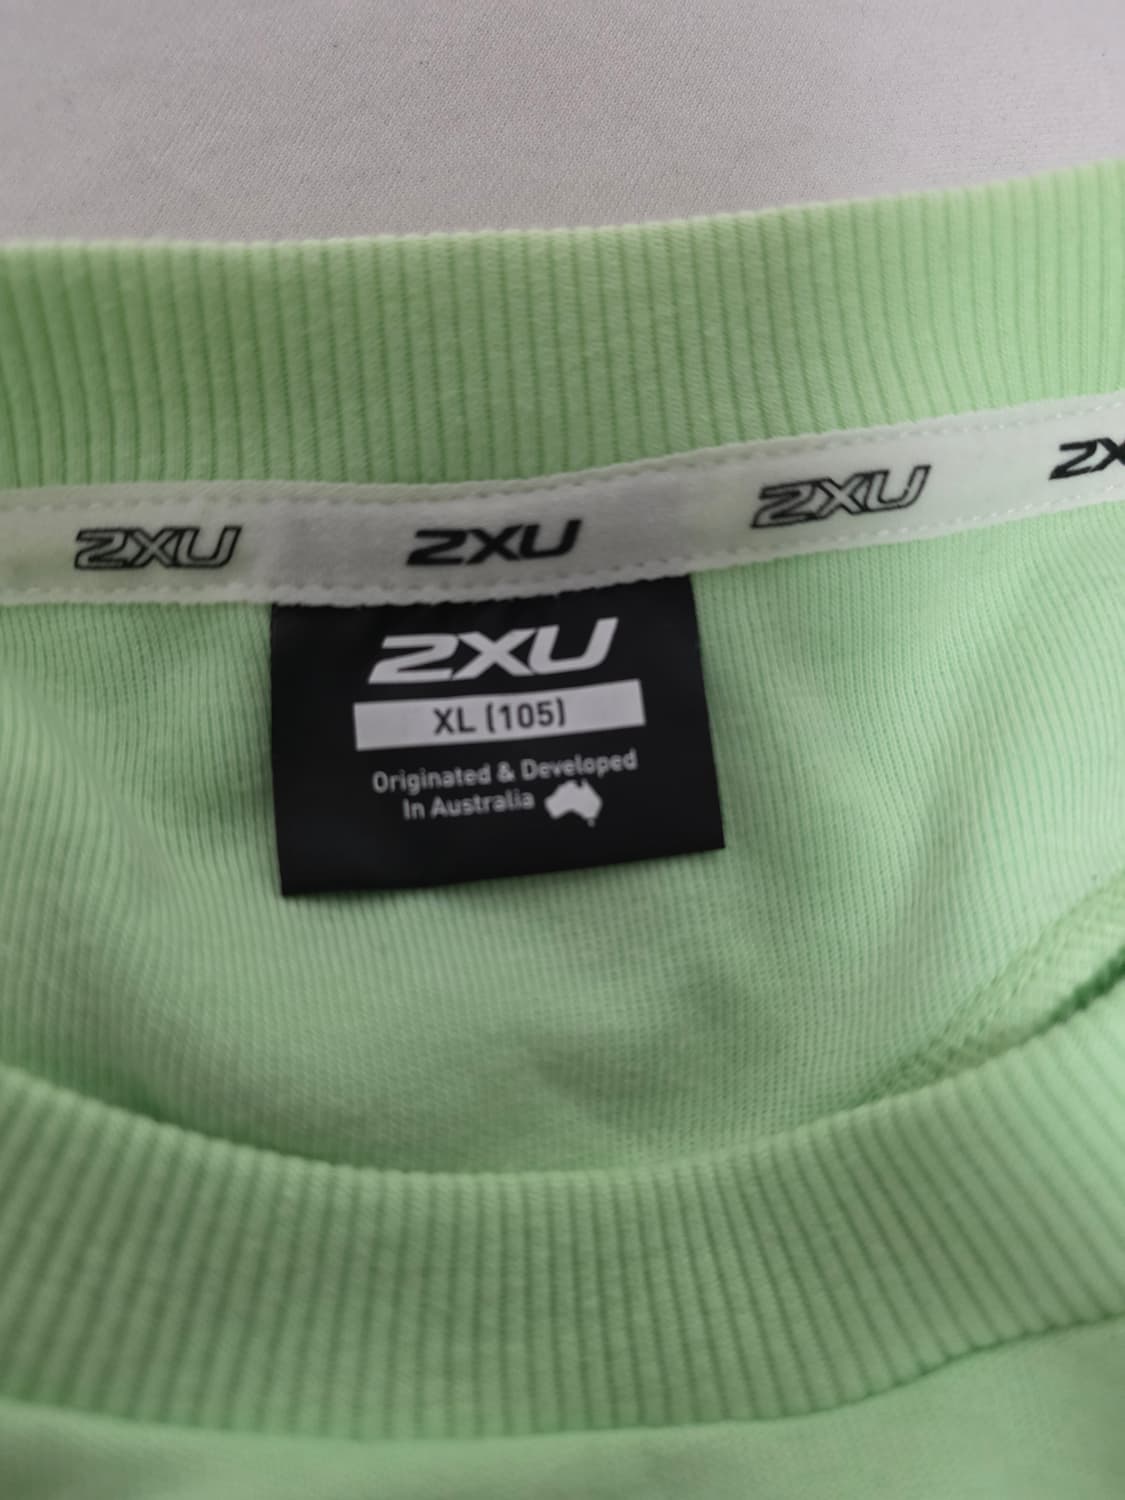 2XU 2XU 2XU 2X
2XU
XL (105)
Originated & Developed
In Australia